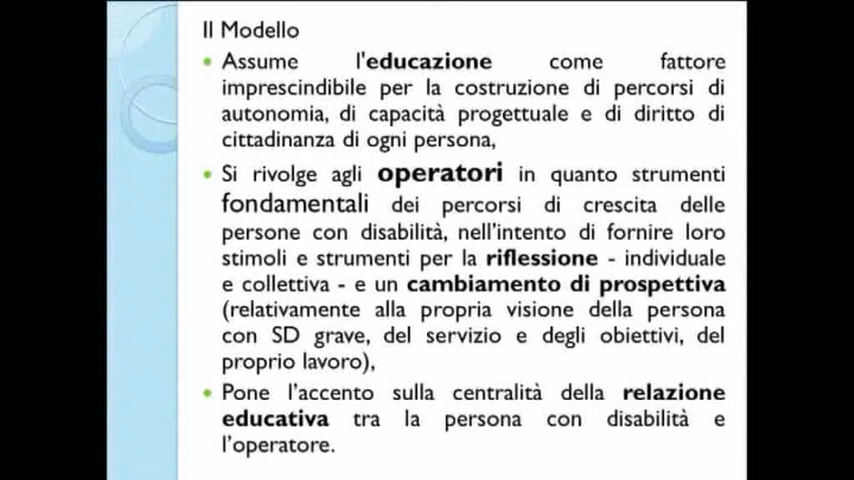 Il Modello
• Assume l'educazione come fattore
imprescindibile per la costruzione di percorsi di
autonomia, di capacità progettuale e di diritto di
cittadinanza di ogni persona,
• Si rivolge agli operatori in quanto strumenti
fondamentali dei percorsi di crescita delle
persone con disabilità, nell'intento di fornire loro
stimoli e strumenti per la riflessione - individuale
e collettiva - e un cambiamento di prospettiva
(relativamente alla propria visione della persona
con SD grave, del servizio e degli obiettivi, del
proprio lavoro),
• Pone l'accento sulla centralità della relazione
educativa tra la persona con disabilità e
l'operatore.